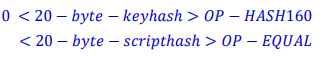 0 < 20 − byte − keyhash > OP − HASH160
< 20 − byte − scripthash > OP − EQUAL